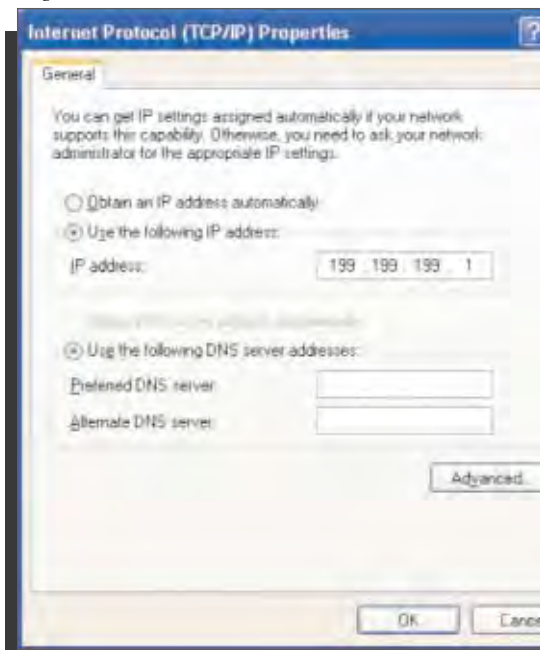 Internet Protocol (TCP/IP) Properties
?
General
You can get IP settings assigned automatically if your network
supports this capability. Otherwise, you need to ask your network
administrator for the appropriate IP settings.
Obtain an IP address automatically
Use the following IP address:
IP address: 199 . 199 . 199 . 1
Use the following DNS server addresses:
Preferred DNS server:
Alternate DNS server:
Advanced...
OK
Cance